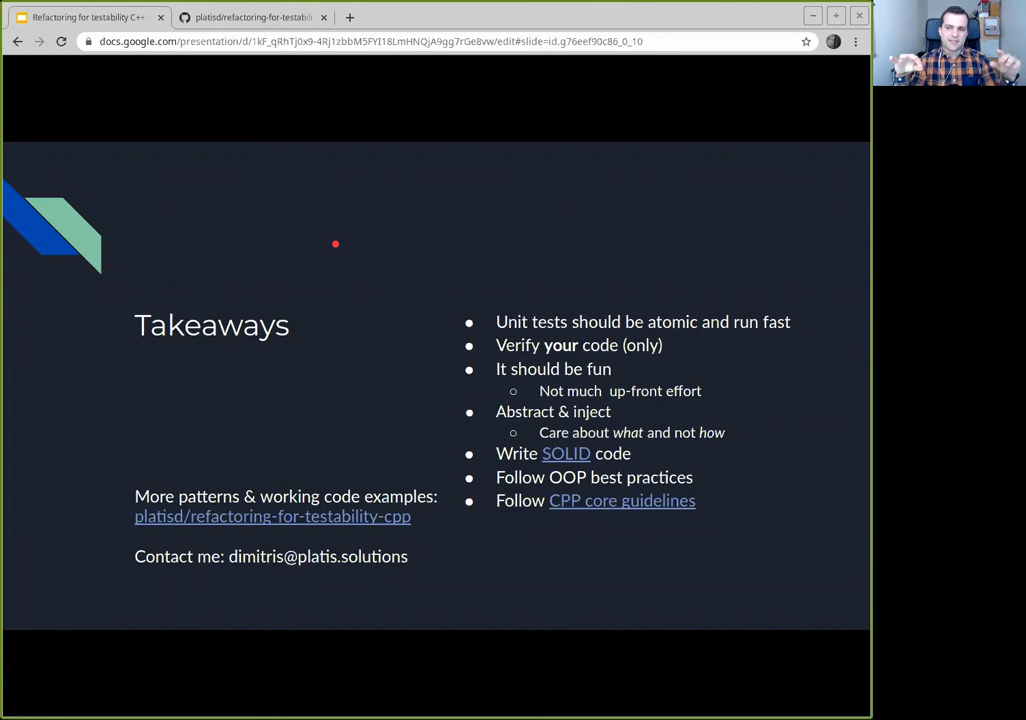 Refactoring for testability C++
platisd/refactoring-for-testabili
docs.google.com/presentation/d/1kF_qRhTj0x9-4Rj1zbbM5FYI18LmHNQjA9gg7rGe8vw/edit#slide=id.g76eef90c86_0_10
Takeaways
More patterns & working code examples:
platisd/refactoring-for-testability-cpp
Contact me: dimitris@platis.solutions
Unit tests should be atomic and run fast
Verify your code (only)
It should be fun
Not much up-front effort
Abstract & inject
Care about what and not how
Write SOLID code
Follow OOP best practices
Follow CPP core guidelines